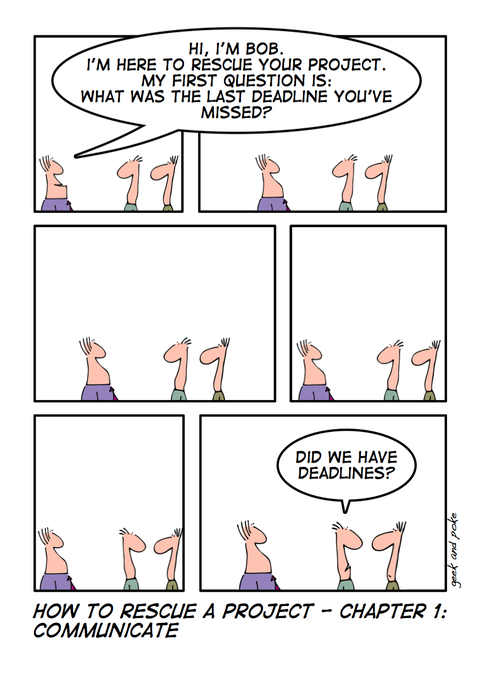 HI, I'M BOB.
I'M HERE TO RESCUE YOUR PROJECT.
MY FIRST QUESTION IS:
WHAT WAS THE LAST DEADLINE YOU'VE
MISSED?
DID WE HAVE
DEADLINES?
geek and poke
HOW TO RESCUE A PROJECT - CHAPTER 1:
COMMUNICATE